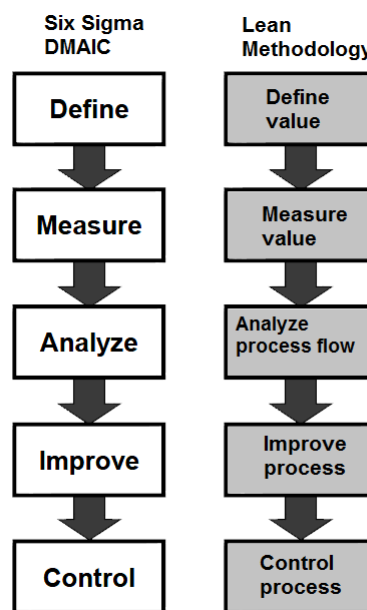 Six Sigma
DMAIC
Define
Measure
Analyze
Improve
Control
Lean
Methodology
Define
value
Measure
value
Analyze
process flow
Improve
process
Control
process